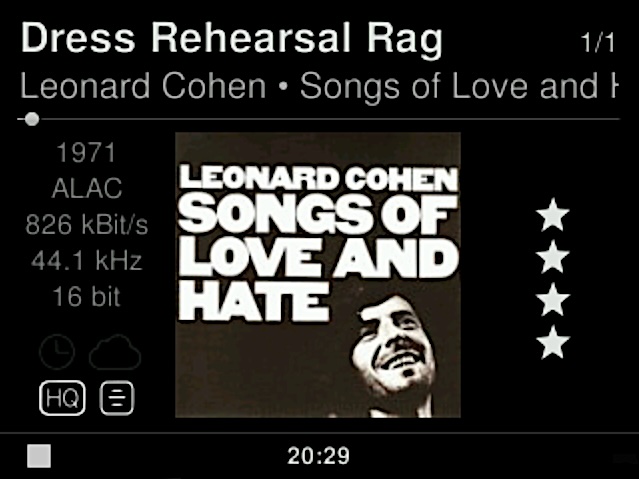 Dress Rehearsal Rag
1/1
Leonard Cohen • Songs of Love and
1971
ALAC
826 kBit/s
44.1 kHz
16 bit
HQ
LEONARD COHEN
SONGS OF
LOVE AND
HATE
20:29